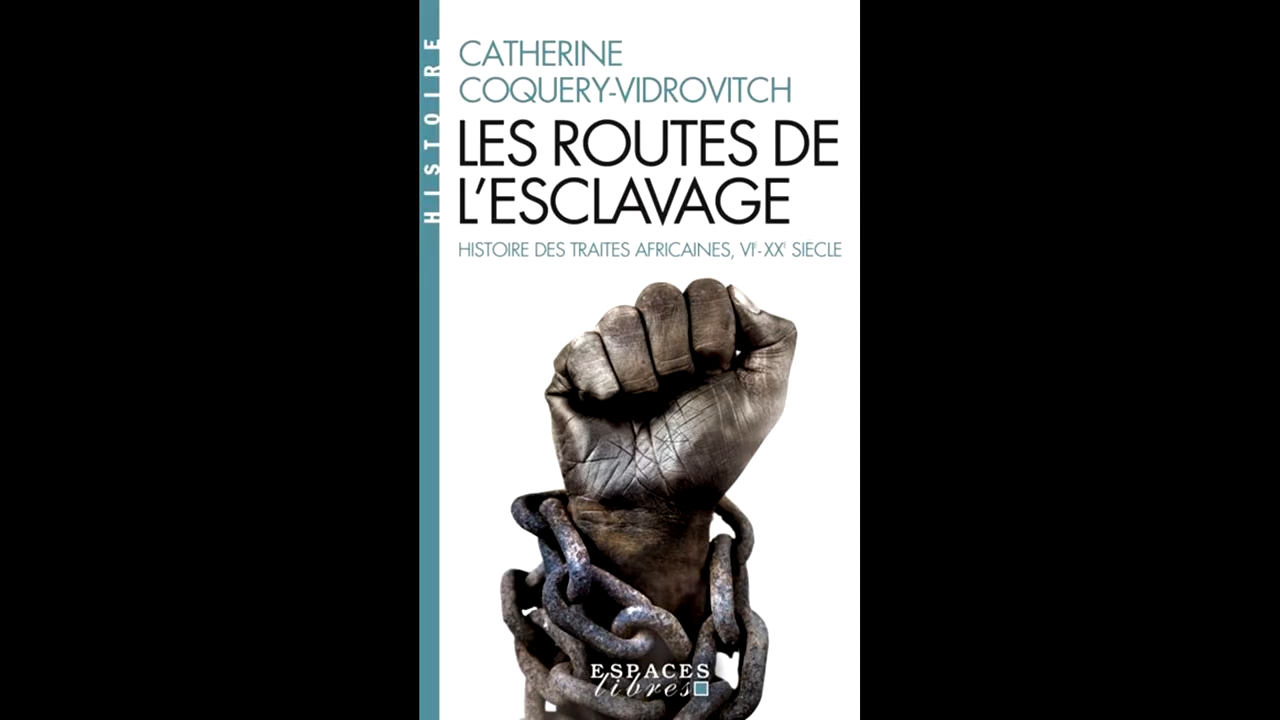 HISTOIRE
CATHERINE
COQUERY-VIDROVITCH
LES ROUTES DE
L'ESCLAVAGE
HISTOIRE DES TRAITES AFRICAINES, VIᵉ-XXᵉ SIECLE
ESPACES
libres